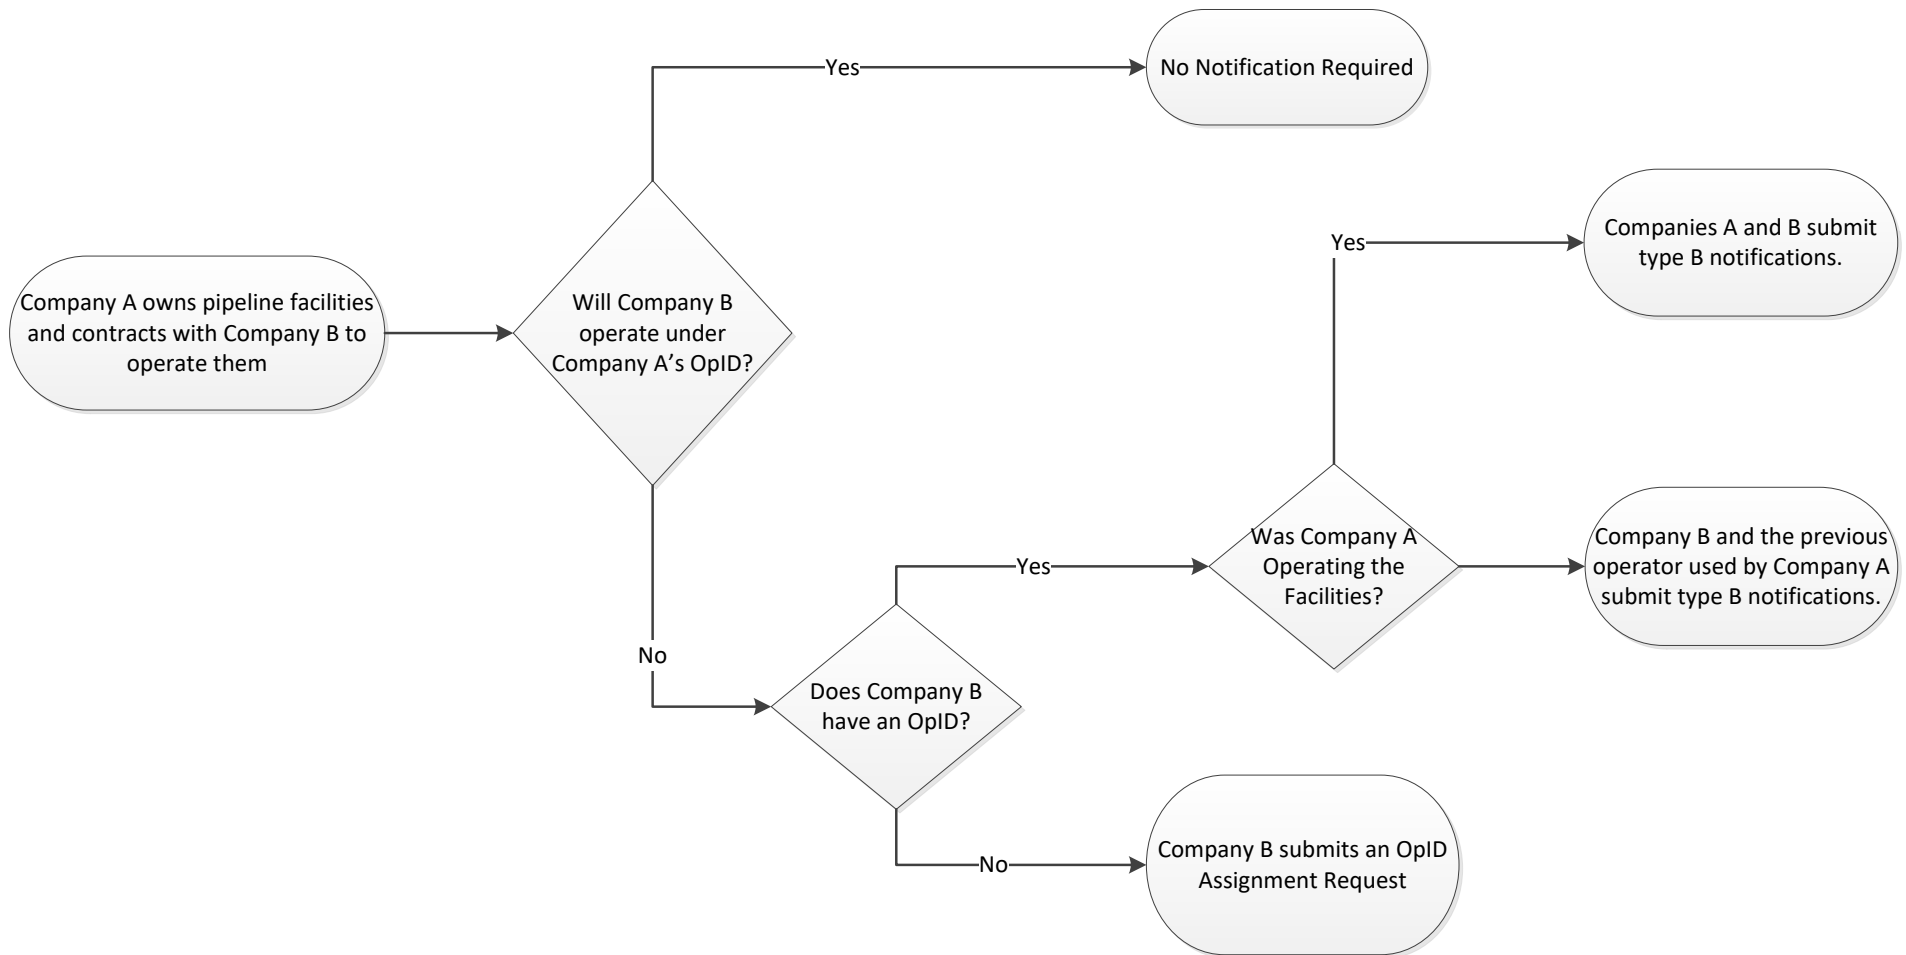 Yes
No Notification Required
Companies A and B submit
type B notifications.
Yes
Company A owns pipeline facilities
and contracts with Company B to
operate them
Will Company B
operate under
Company A’s OpID?
Was Company A
Operating the
Facilities?
Company B and the previous
operator used by Company A
submit type B notifications.
Yes
No
Does Company B
have an OpID?
No
Company B submits an OpID
Assignment Request